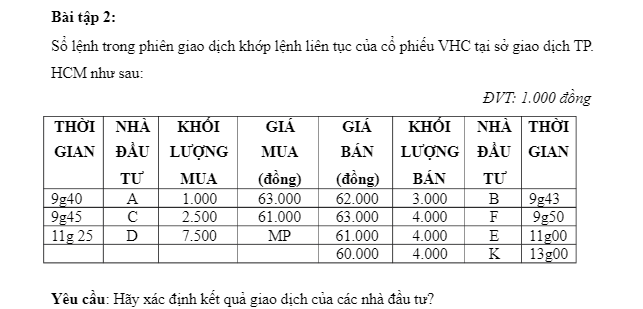 Bài tập 2:
Sổ lệnh trong phiên giao dịch khớp lệnh liên tục của cổ phiếu VHC tại sở giao dịch TP.
HCM như sau:
ĐVT: 1.000 đồng
THỜI GIAN NHÀ ĐẦU TƯ KHỐI LƯỢNG MUA GIÁ MUA (đồng) GIÁ BÁN (đồng) KHỐI LƯỢNG BÁN NHÀ ĐẦU TƯ THỜI GIAN
9g40 A 1.000 63.000 62.000 3.000 B 9g43
9g45 C 2.500 61.000 63.000 4.000 F 9g50
11g 25 D 7.500 MP 61.000 4.000 E 11g00
60.000 4.000 K 13g00
Yêu cầu: Hãy xác định kết quả giao dịch của các nhà đầu tư?